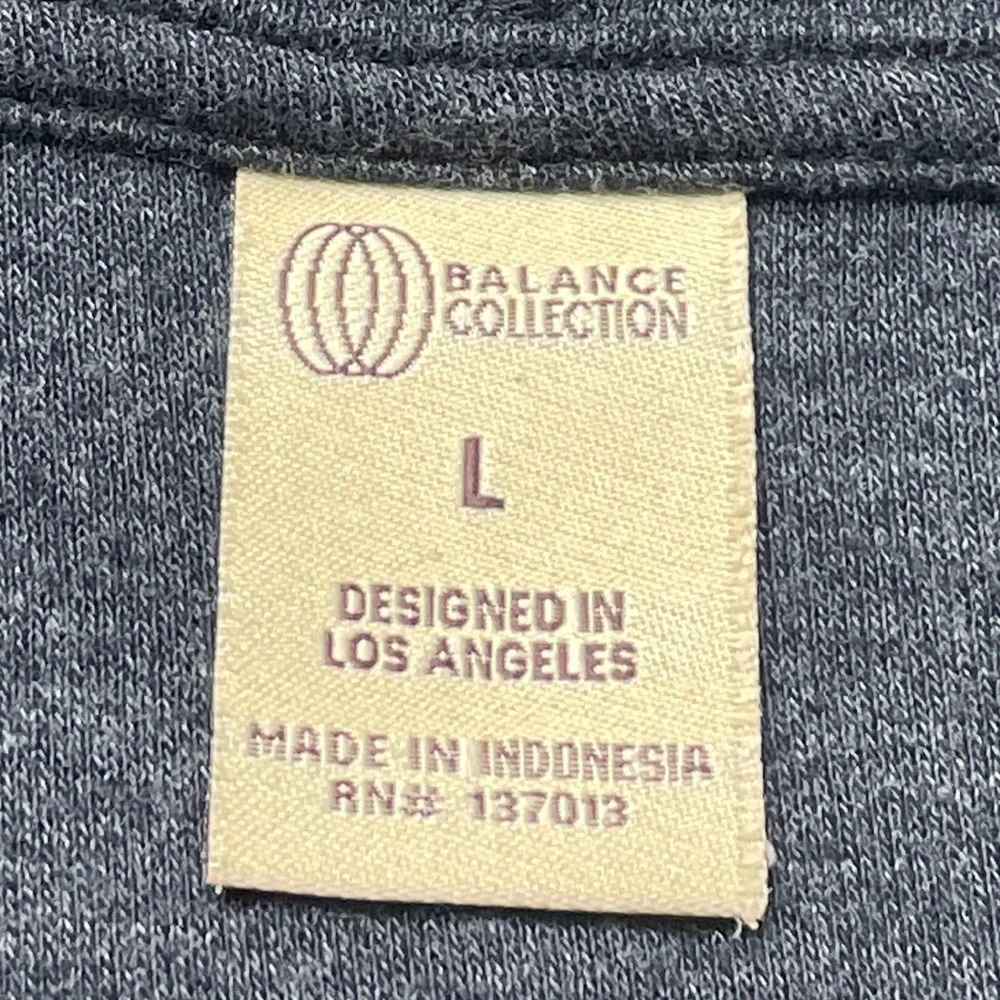 BALANCE
COLLECTION
L
DESIGNED IN
LOS ANGELES
MADE IN INDONESIA
RN# 137013